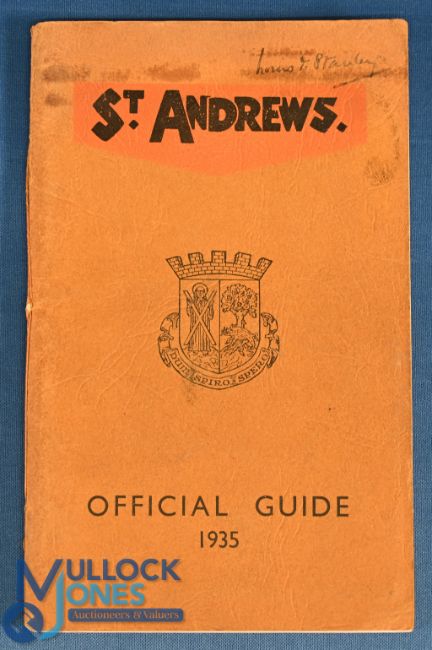 ST. ANDREWS.
DUM SPIRO SPERO
OFFICIAL GUIDE
1935
MULLOCK
JONES
Auctioneers & Valuers